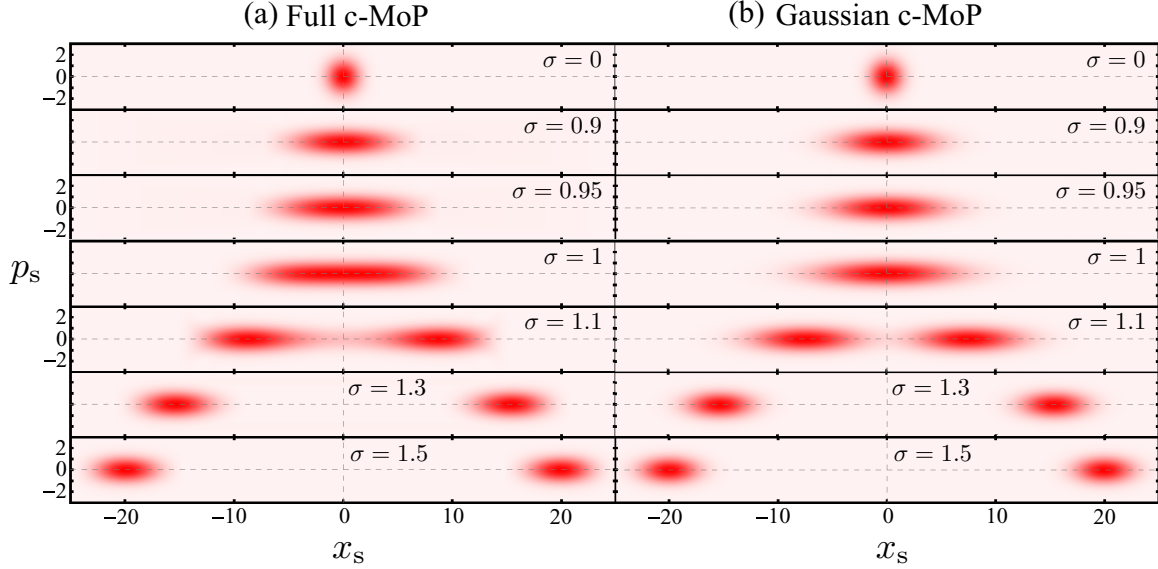 (a) Full c-MoP
(b) Gaussian c-MoP
2
0
−2
σ = 0
σ = 0
σ = 0.9
σ = 0.9
2
0
−2
σ = 0.95
σ = 0.95
pₛ
σ = 1
σ = 1
2
0
−2
σ = 1.1
σ = 1.1
σ = 1.3
σ = 1.3
2
0
−2
σ = 1.5
σ = 1.5
−20 −10 0 10 20
−20 −10 0 10 20
xₛ
xₛ